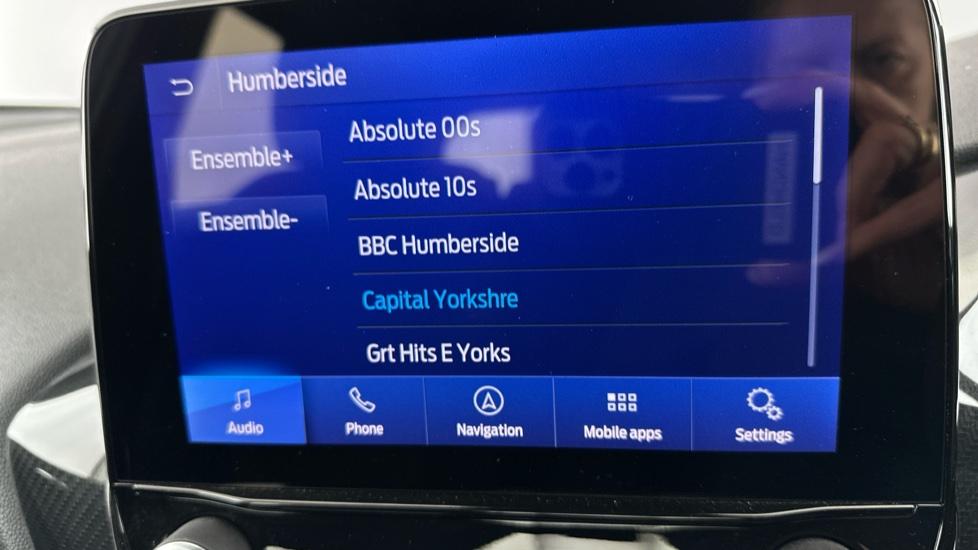 Humberside
Ensemble+
Ensemble-
Absolute 00s
Absolute 10s
BBC Humberside
Capital Yorkshre
Grt Hits E Yorks
Audio
Phone
Navigation
Mobile apps
Settings